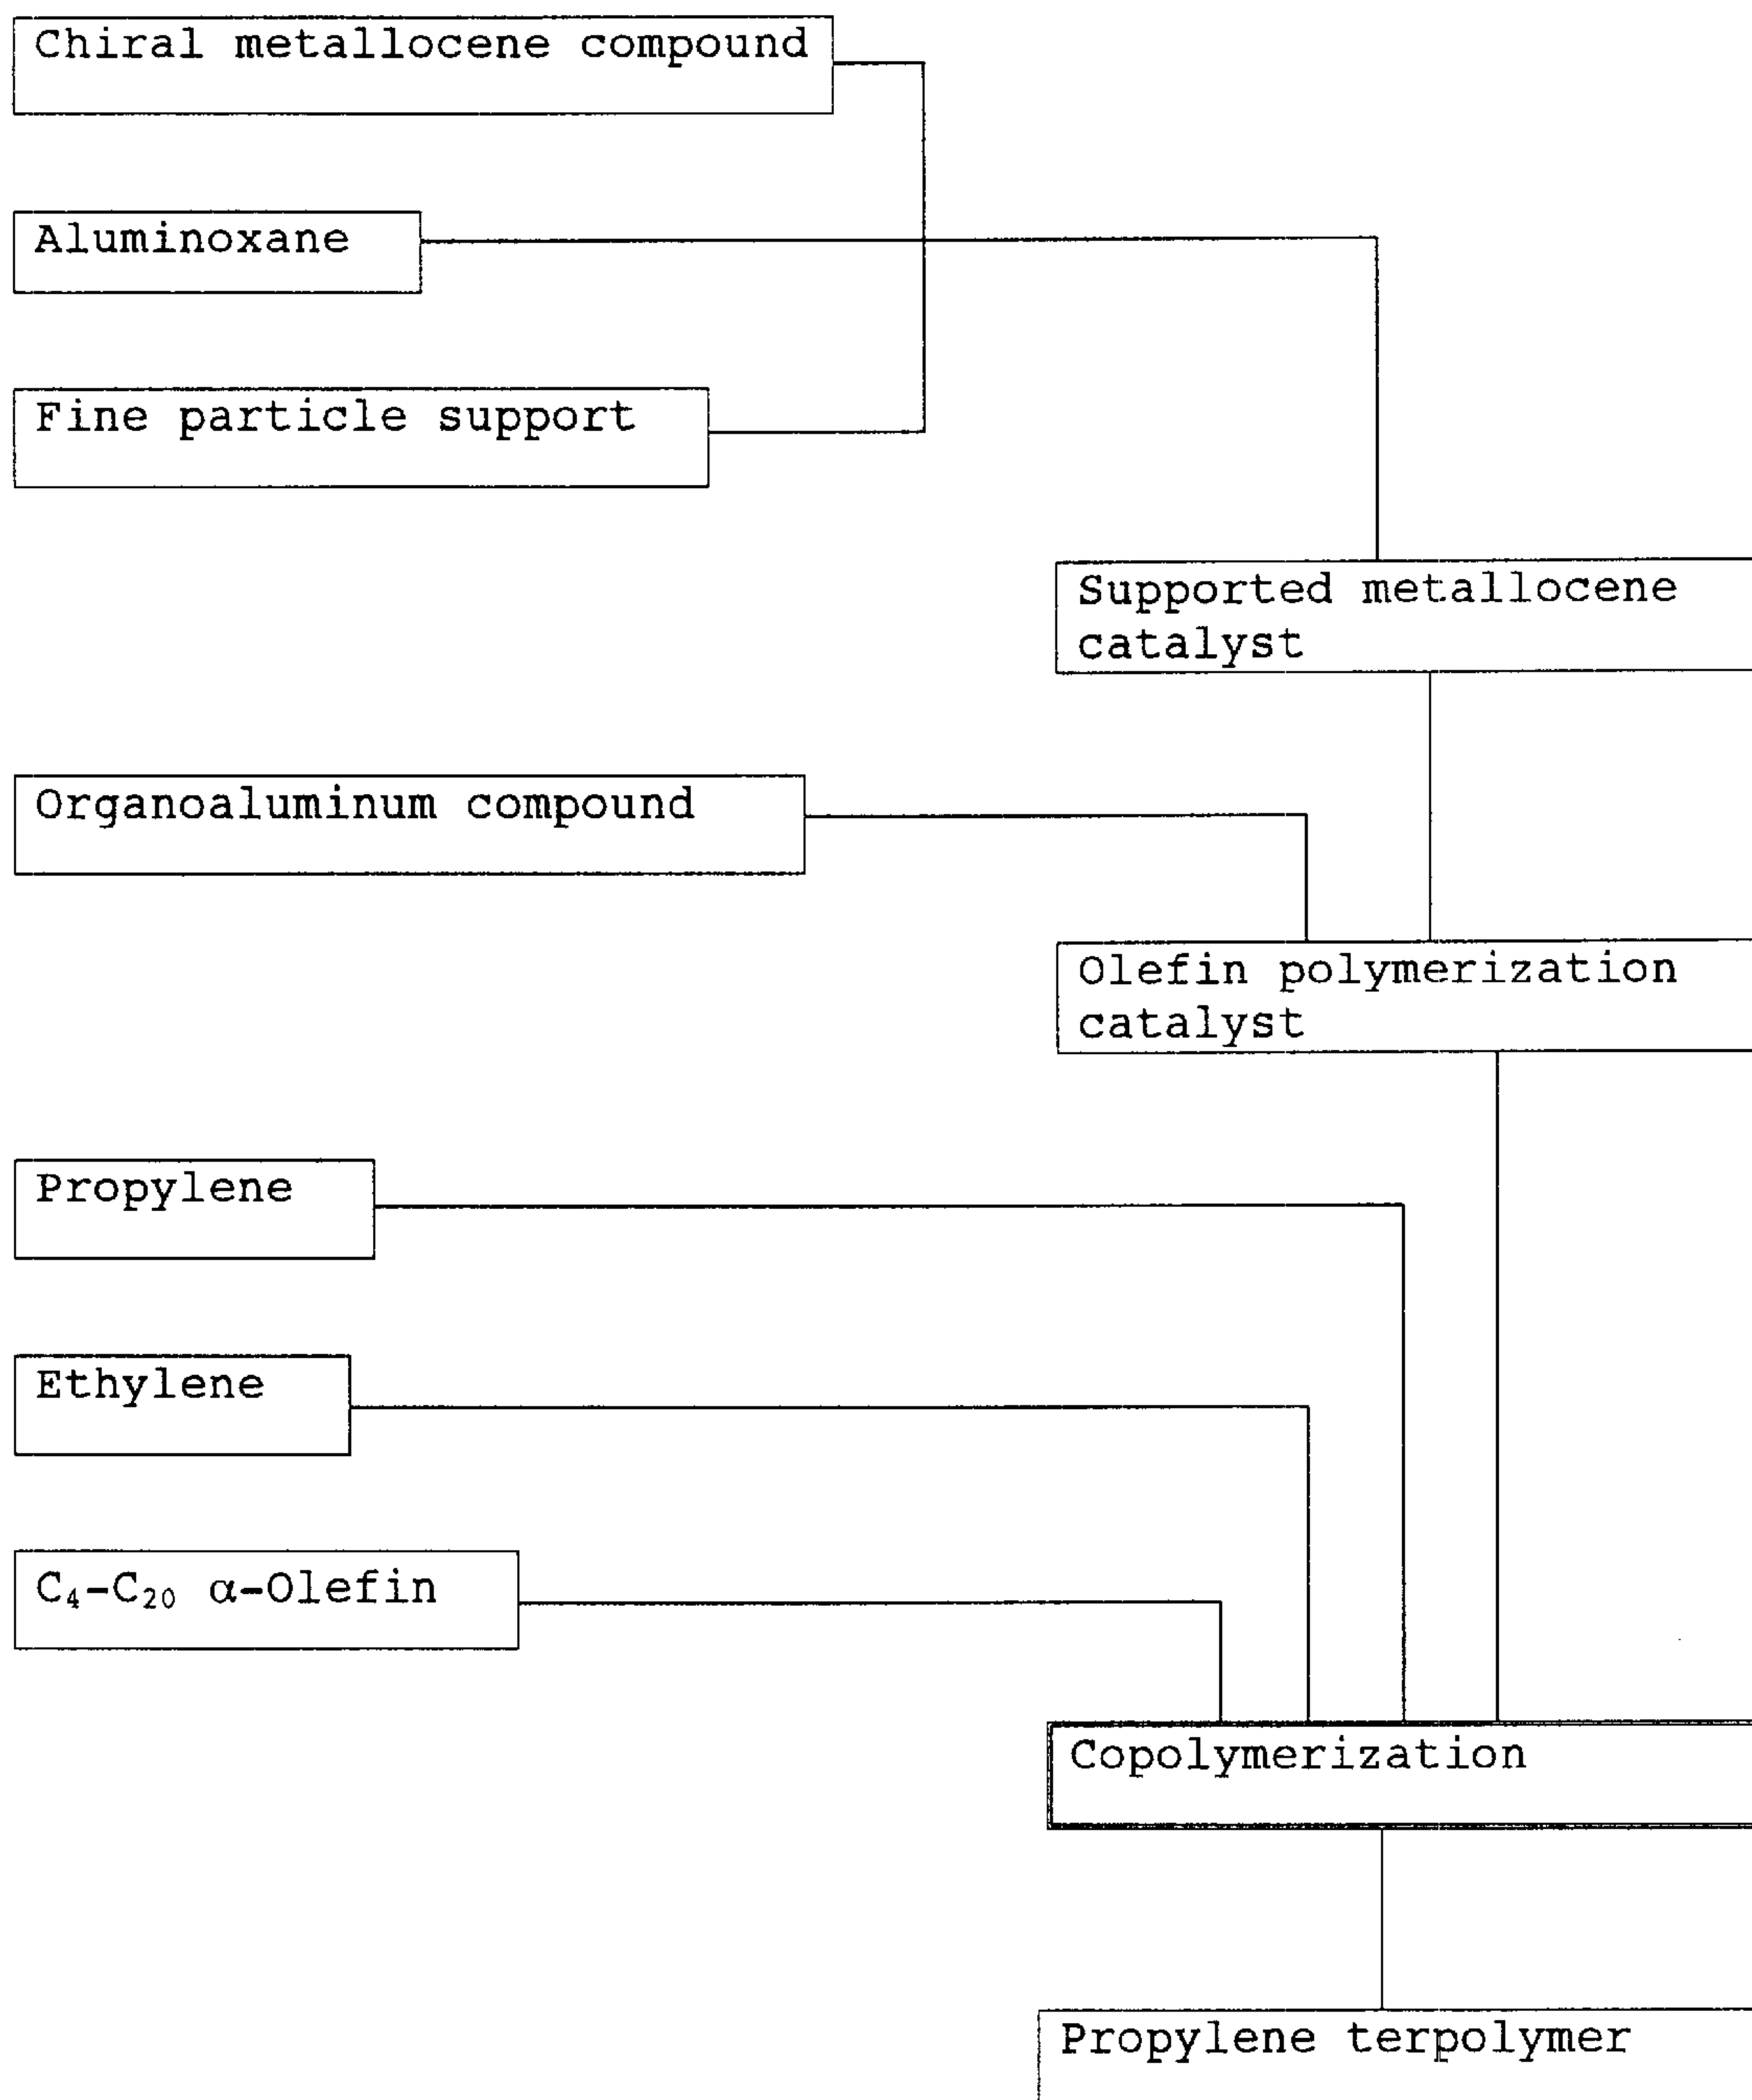 Chiral metallocene compound
Aluminoxane
Fine particle support
Supported metallocene
catalyst
Organoaluminum compound
Olefin polymerization
catalyst
Propylene
Ethylene
C₄-C₂₀ α-Olefin
Copolymerization
Propylene terpolymer